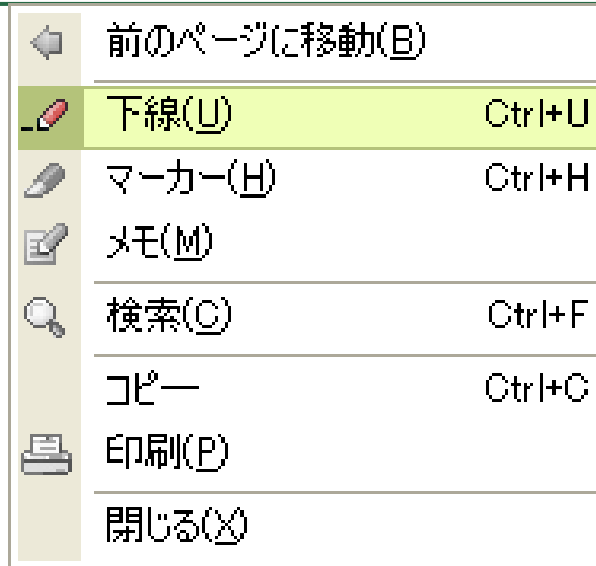 前のページに移動(B)
下線(U) Ctrl+U
マーカー(H) Ctrl+H
メモ(M)
検索(C) Ctrl+F
コピー Ctrl+C
印刷(P)
閉じる(X)